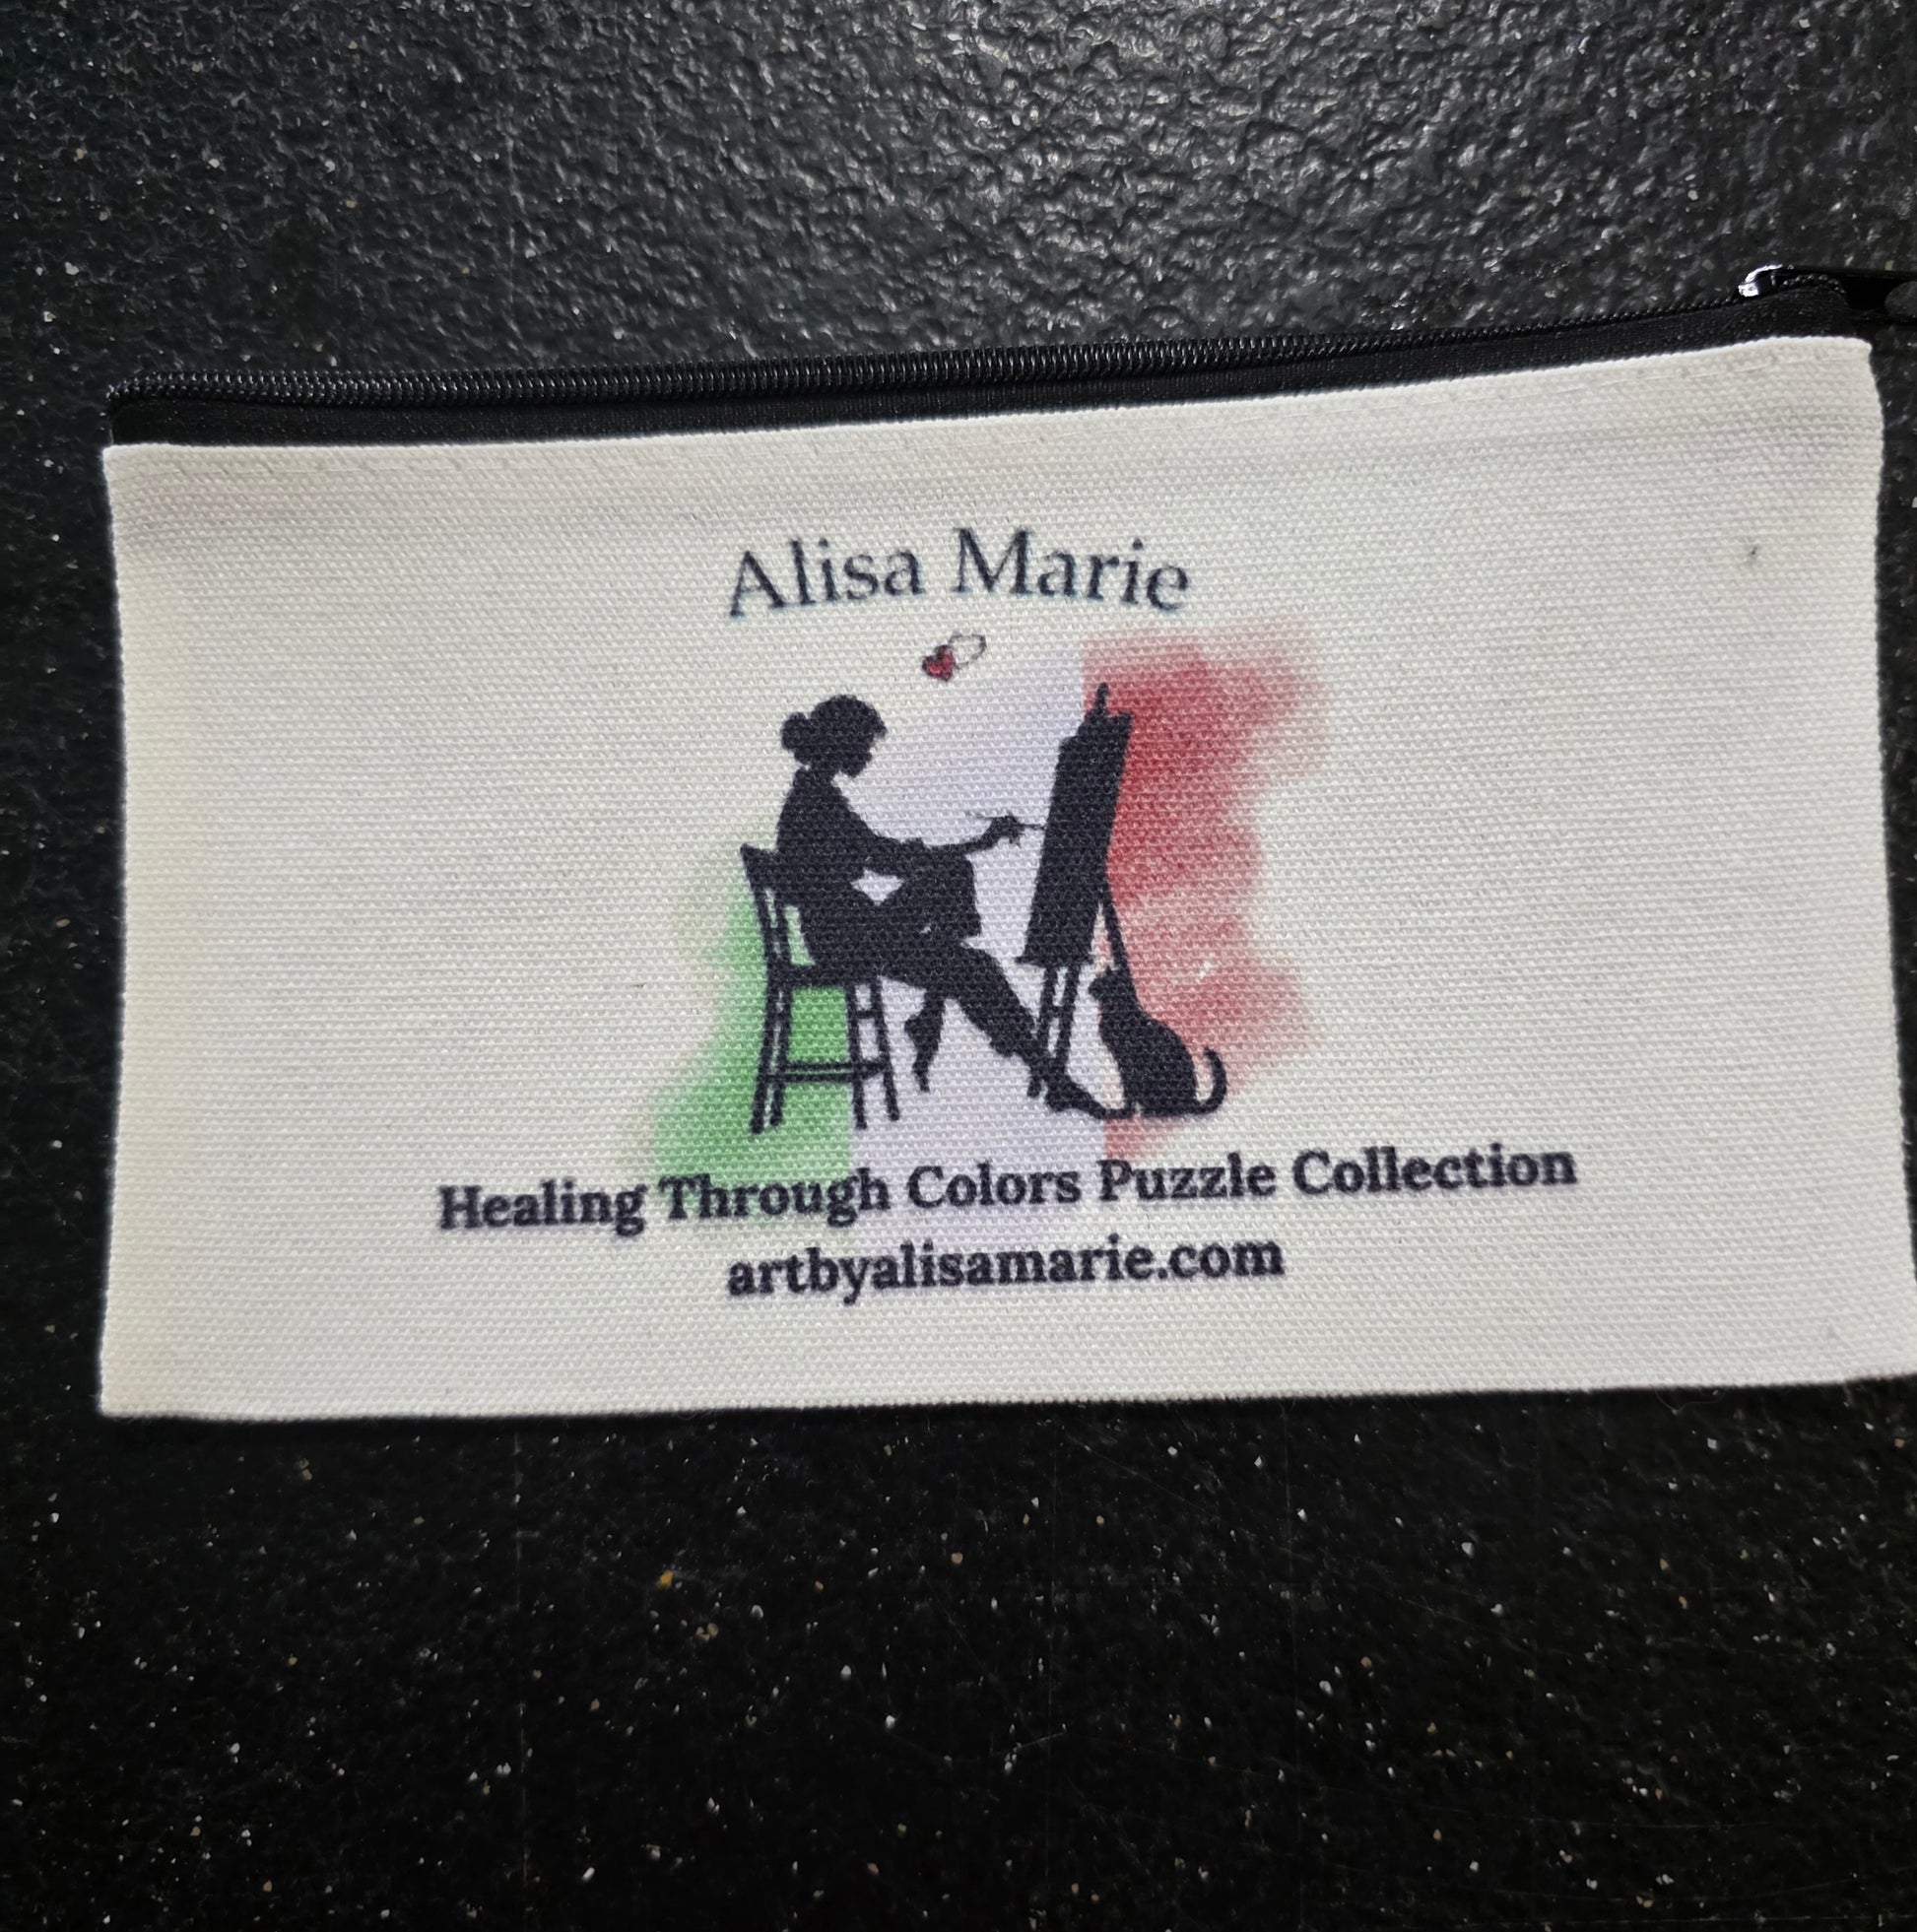 Alisa Marie
Healing Through Colors Puzzle Collection
artbyalisamarie.com